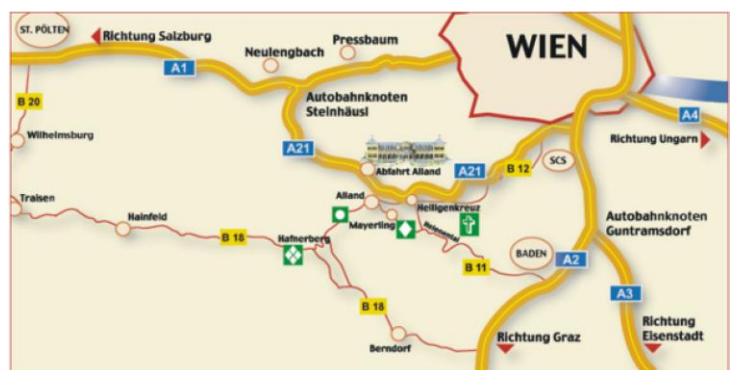 ST. PÖLTEN
Richtung Salzburg
Neulengbach
Pressbaum
WIEN
A1
B 20
Autobahnknoten
Steinhäusl
A4
Wilhelmsburg
A21
Richtung Ungarn
Abfahrt Alland
A21
B 12
SCS
Traisen
Alland
Heiligenkreuz
Hainfeld
Mayerling
Helenental
Autobahnknoten
Guntramsdorf
B 18
Hafnerberg
BADEN
A2
B 11
A3
B 18
Richtung Graz
Richtung
Eisenstadt
Berndorf